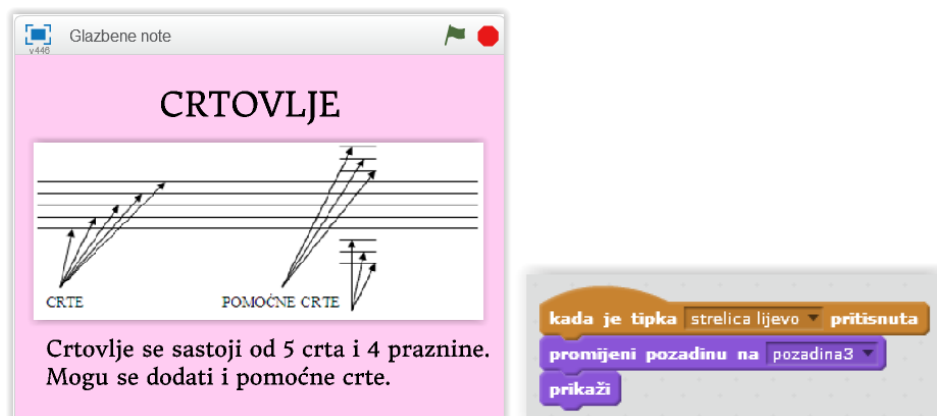 Glazbene note
v446
CRTOVLJE
CRTE
POMOĆNE CRTE
Crtovlje se sastoji od 5 crta i 4 praznine.
Mogu se dodati i pomoćne crte.
kada je tipka strelica lijevo pritisnuta
promijeni pozadinu na pozadina3
prikaži